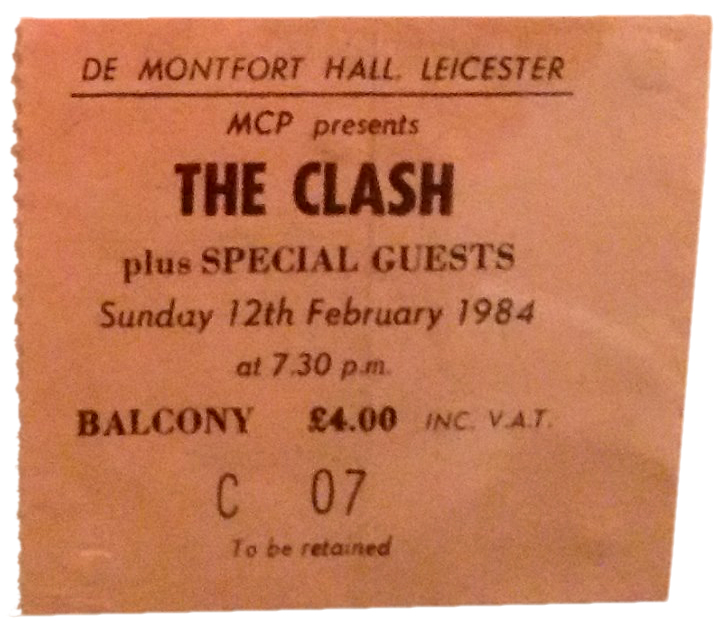 DE MONTFORT HALL. LEICESTER
MCP presents
THE CLASH
plus SPECIAL GUESTS
Sunday 12th February 1984
at 7.30 p.m.
BALCONY £4.00 INC. V.A.T.
C 07
To be retained